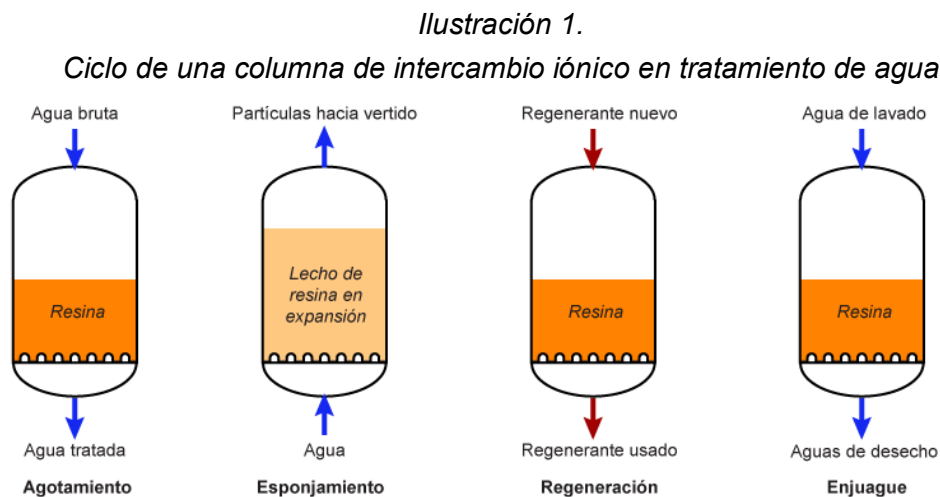 Ilustración 1.
Ciclo de una columna de intercambio iónico en tratamiento de agua
Agua bruta
Resina
Agua tratada
Agotamiento
Partículas hacia vertido
Lecho de
resina en
expansión
Agua
Esponjamiento
Regenerante nuevo
Resina
Regenerante usado
Regeneración
Agua de lavado
Resina
Aguas de desecho
Enjuague